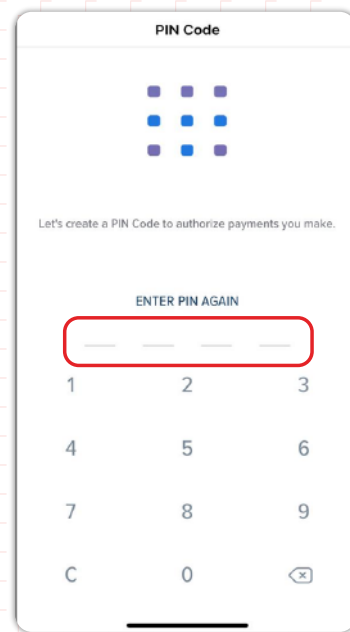 PIN Code
Let's create a PIN Code to authorize payments you make.
ENTER PIN AGAIN
1 2 3
4 5 6
7 8 9
C 0